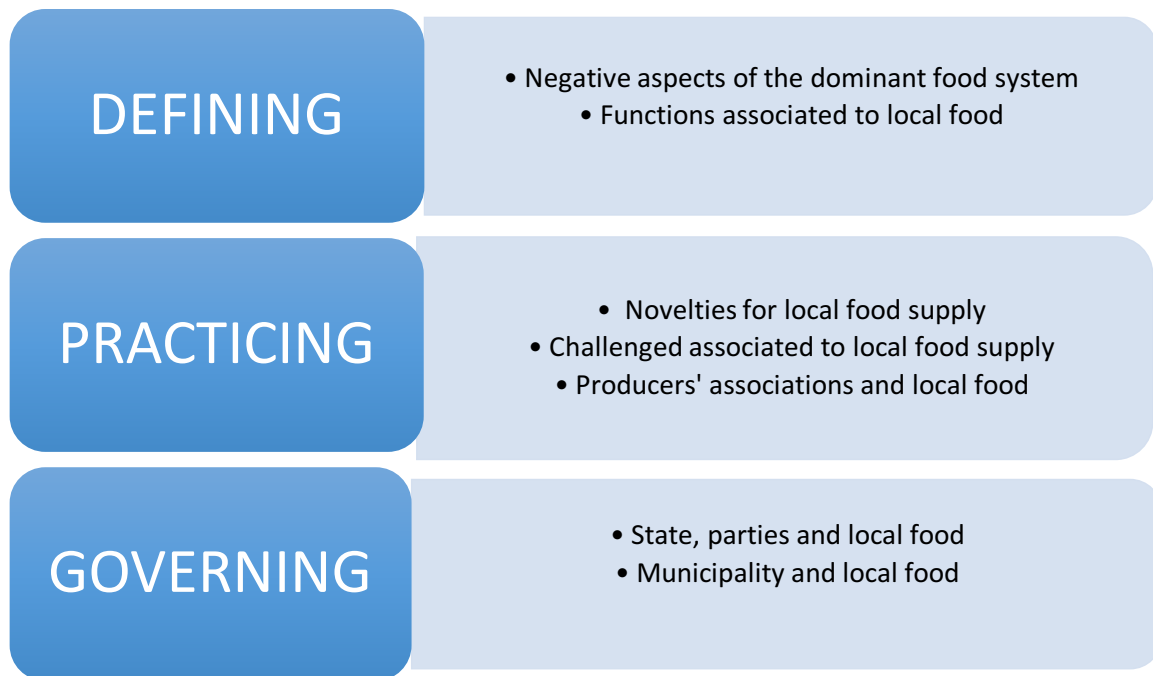 DEFINING
• Negative aspects of the dominant food system
• Functions associated to local food
PRACTICING
• Novelties for local food supply
• Challenged associated to local food supply
• Producers' associations and local food
GOVERNING
• State, parties and local food
• Municipality and local food